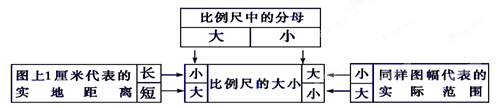 比例尺中的分母
大 小
图上1厘米代表的 长 小 比例尺的大小 大 小 同样图幅代表的
实地距离 短 大 小 大 实际范围